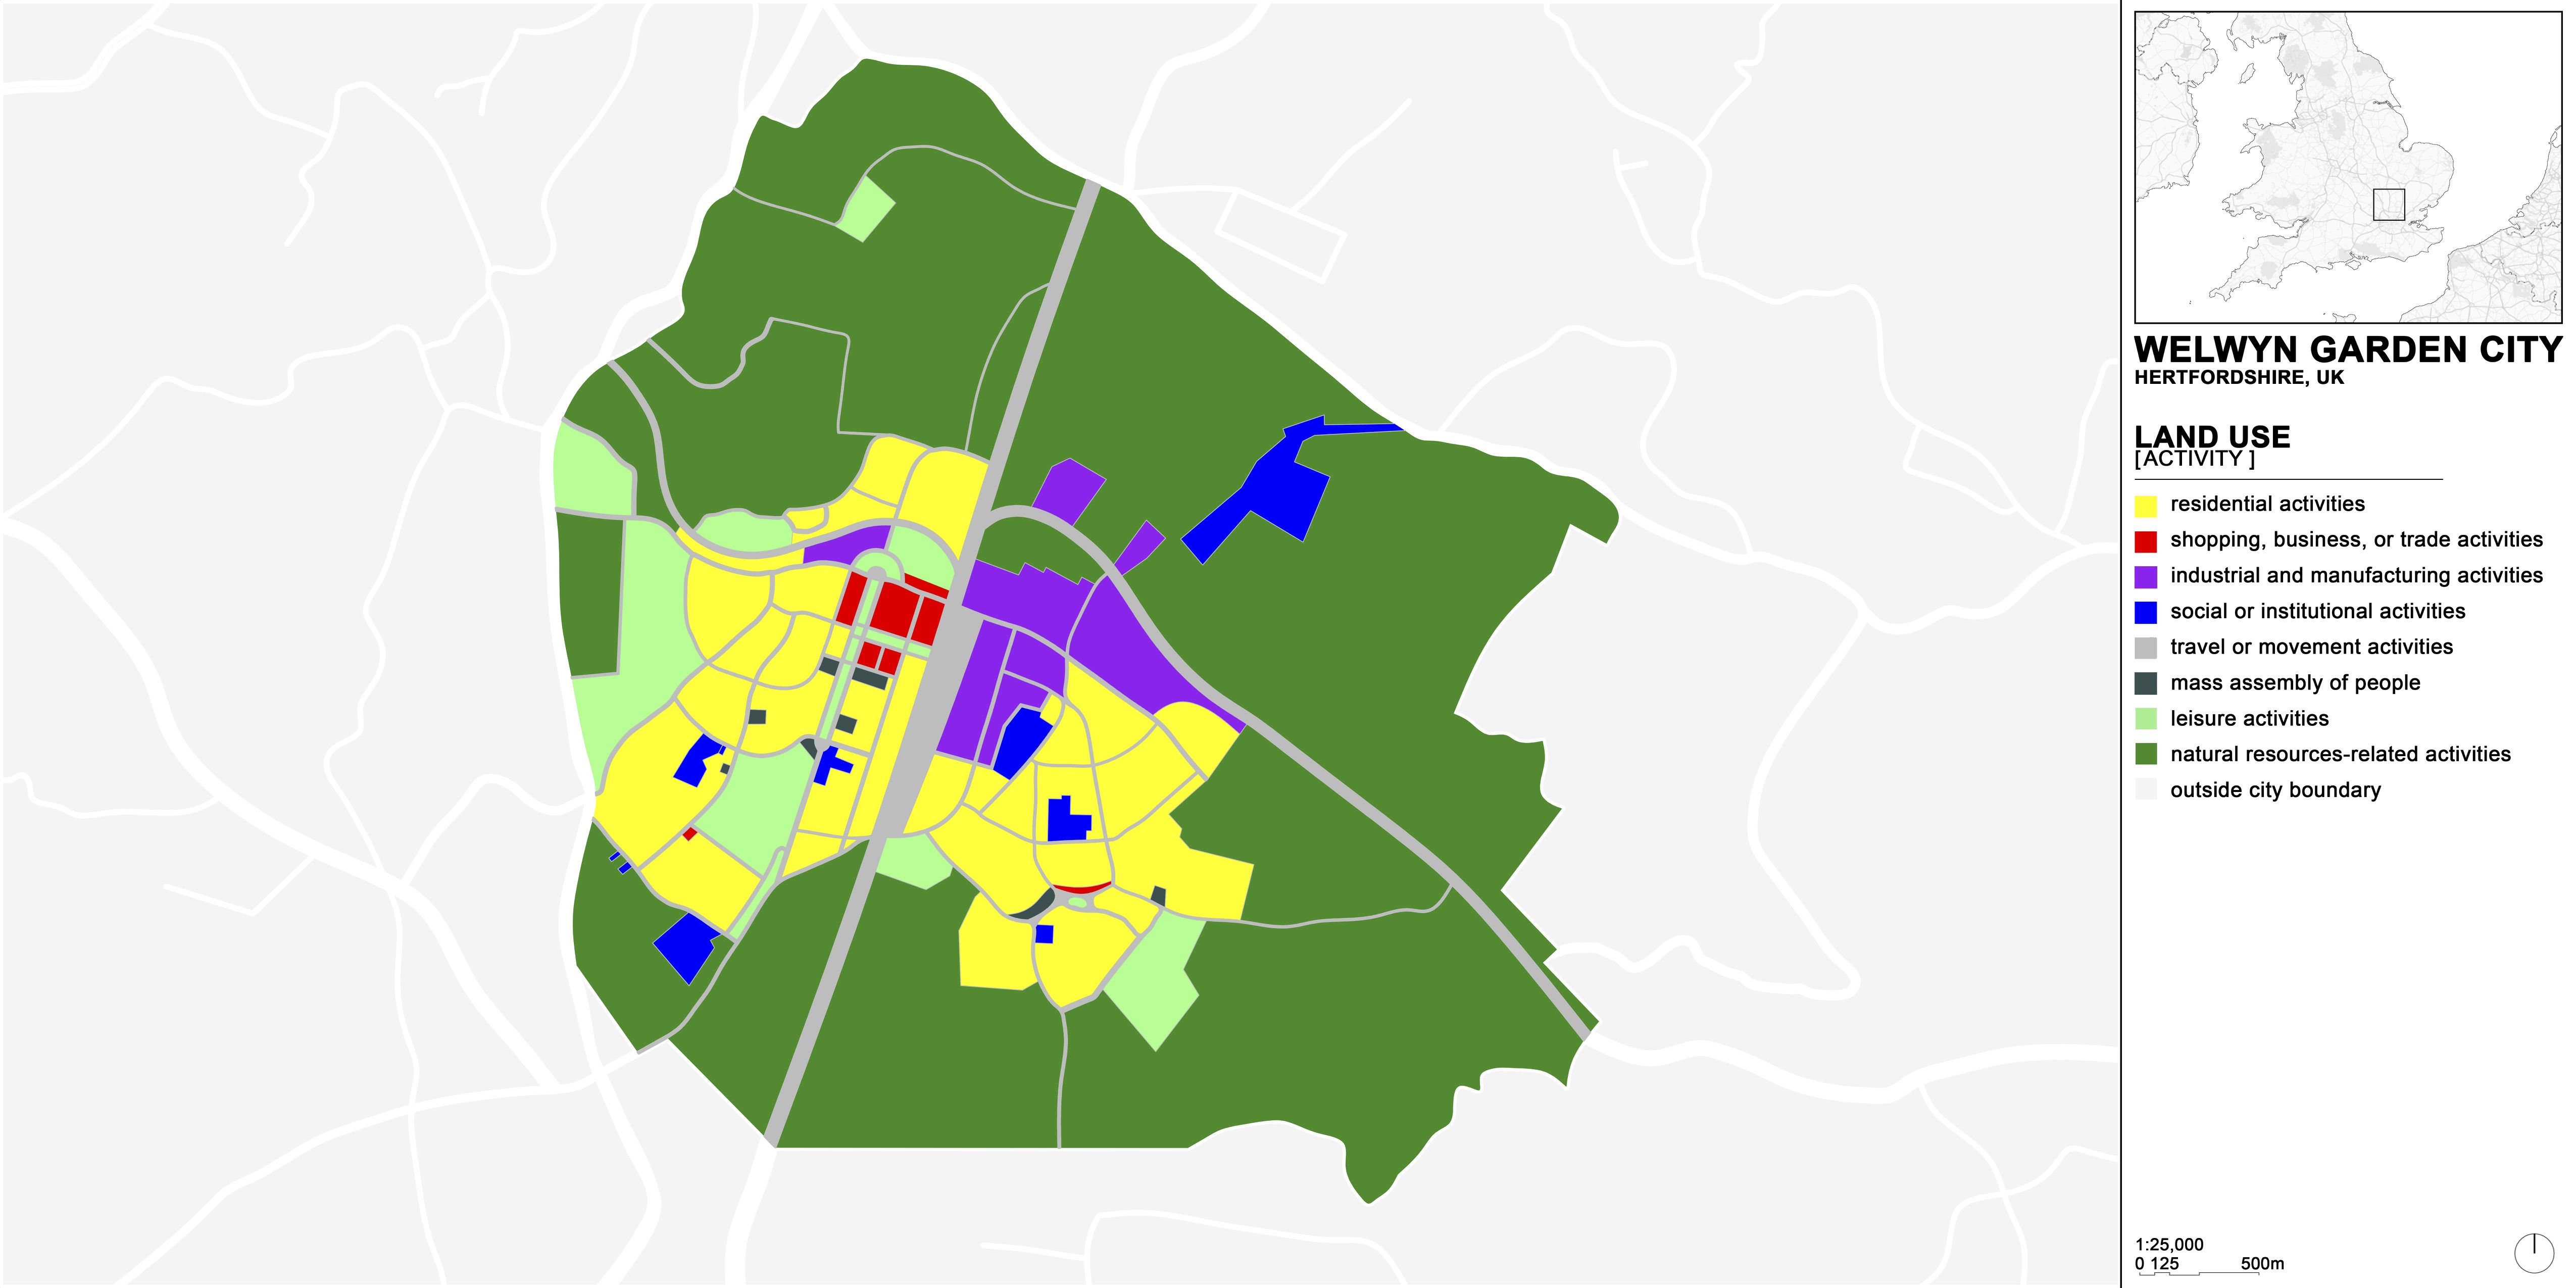 WELWYN GARDEN CITY
HERTFORDSHIRE, UK
LAND USE
[ACTIVITY ]
residential activities
shopping, business, or trade activities
industrial and manufacturing activities
social or institutional activities
travel or movement activities
mass assembly of people
leisure activities
natural resources-related activities
outside city boundary
1:25,000
0 125 500m